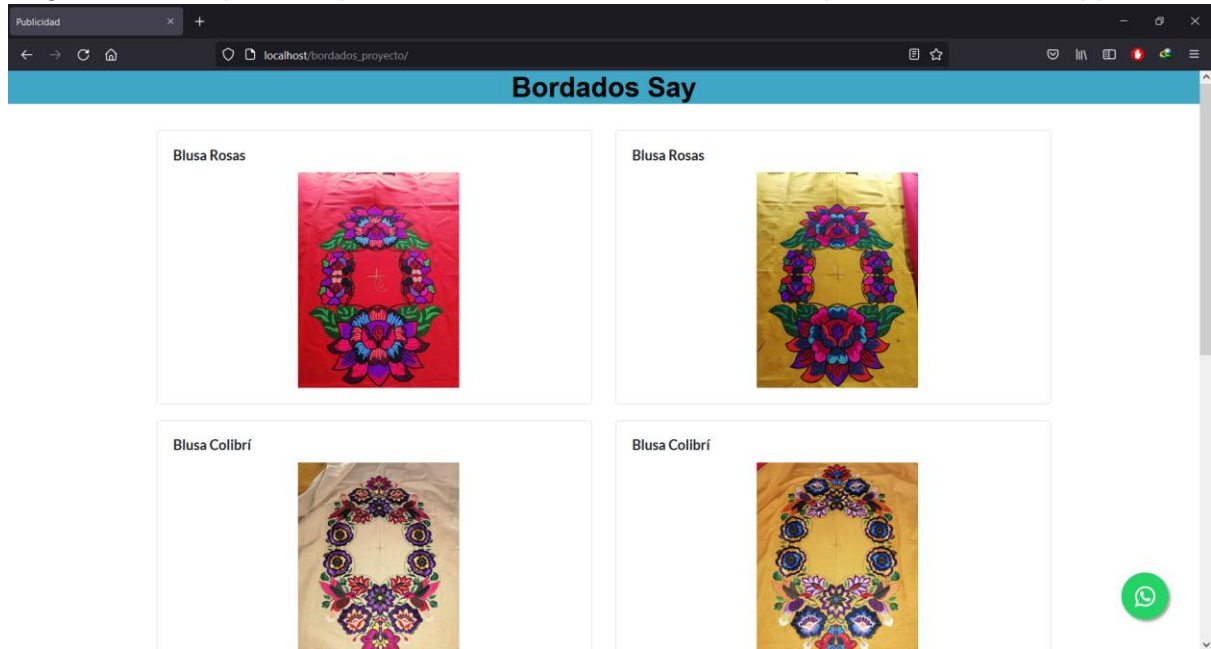 Publicidad
localhost/bordados_proyecto/
Bordados Say
Blusa Rosas
Blusa Rosas
Blusa Colibrí
Blusa Colibrí